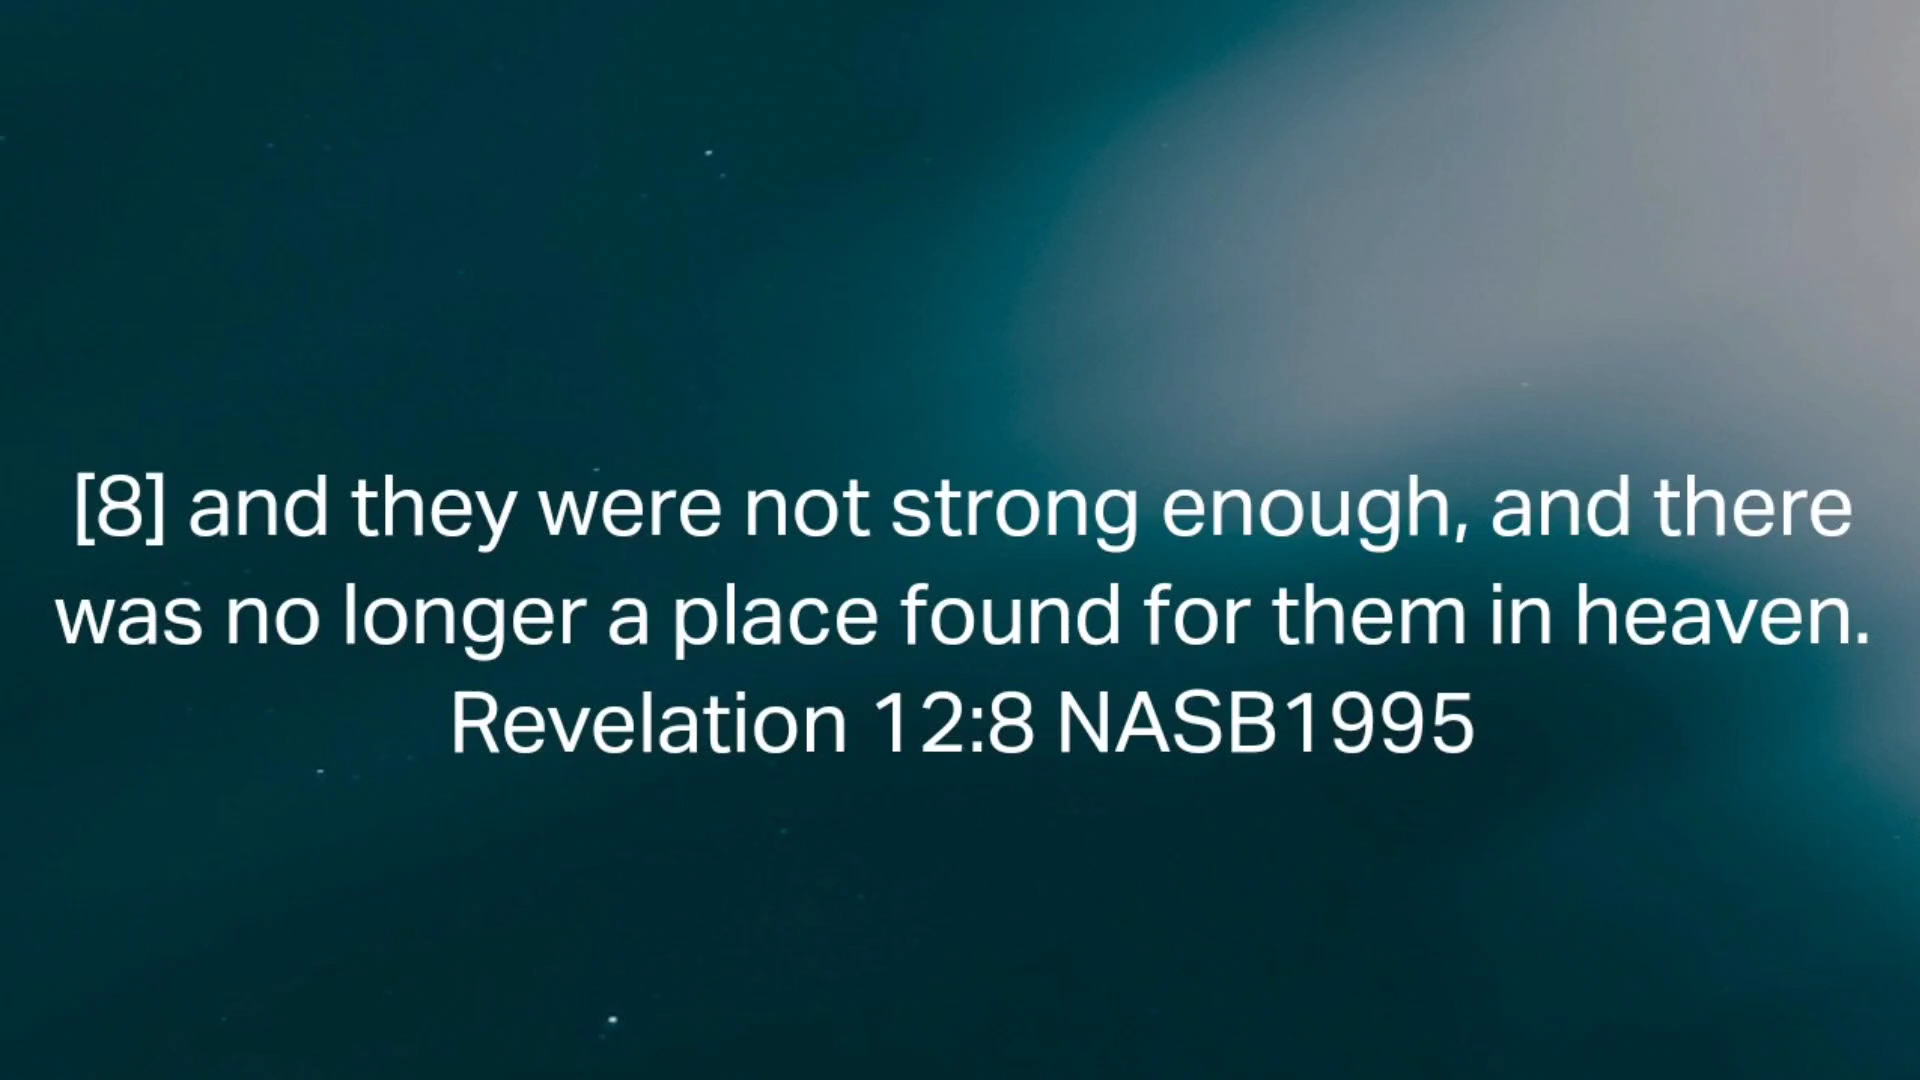 [8] and they were not strong enough, and there
was no longer a place found for them in heaven.
Revelation 12:8 NASB1995